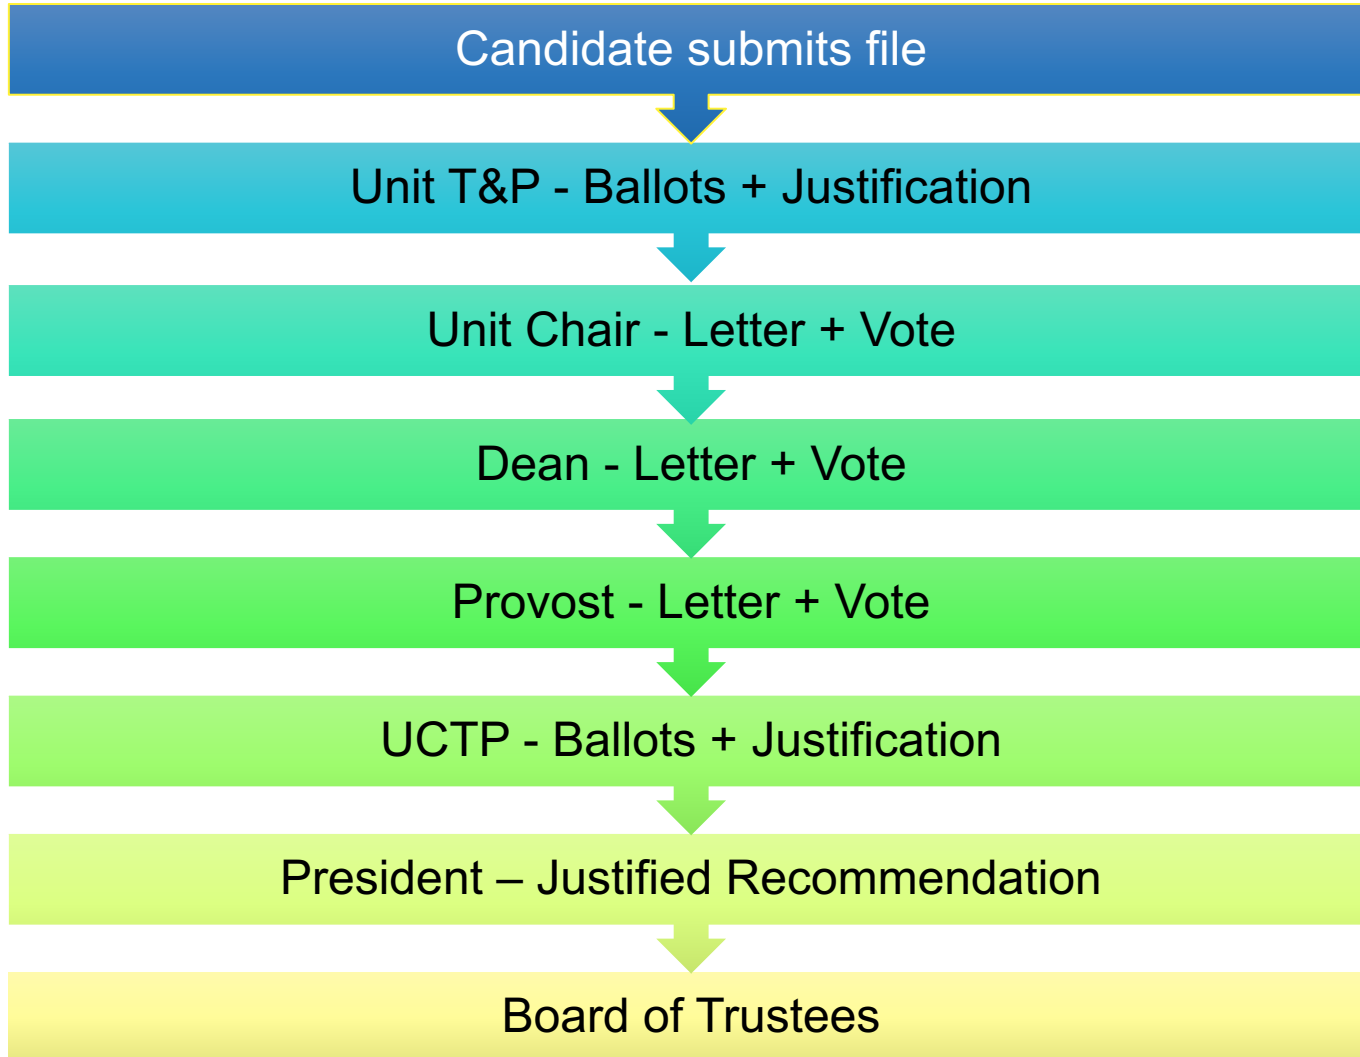 Candidate submits file
Unit T&P - Ballots + Justification
Unit Chair - Letter + Vote
Dean - Letter + Vote
Provost - Letter + Vote
UCTP - Ballots + Justification
President – Justified Recommendation
Board of Trustees